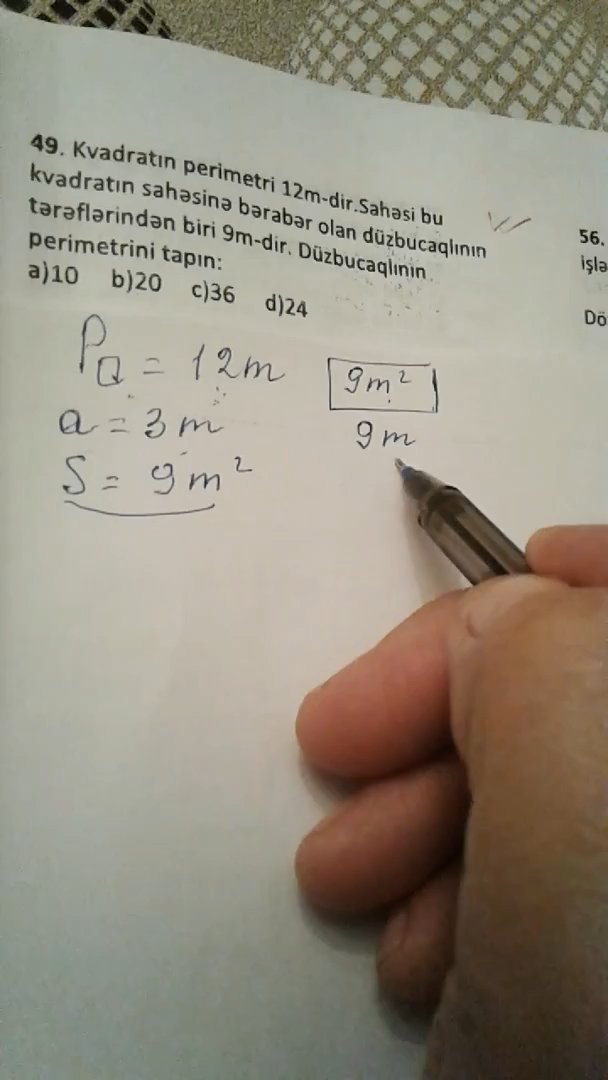 49. Kvadratın perimetri 12m-dir.Sahəsi bu
kvadratın sahəsinə bərabər olan düzbucaqlının
tərəflərindən biri 9m-dir. Düzbucaqlının
perimetrini tapın:
a)10 b)20 c)36 d)24
P□ = 12m
a = 3m
S = 9m²
9m²
9m
56.
işlə
Dö